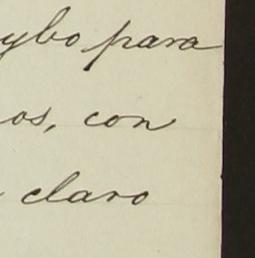 ybo para
os, con
claro